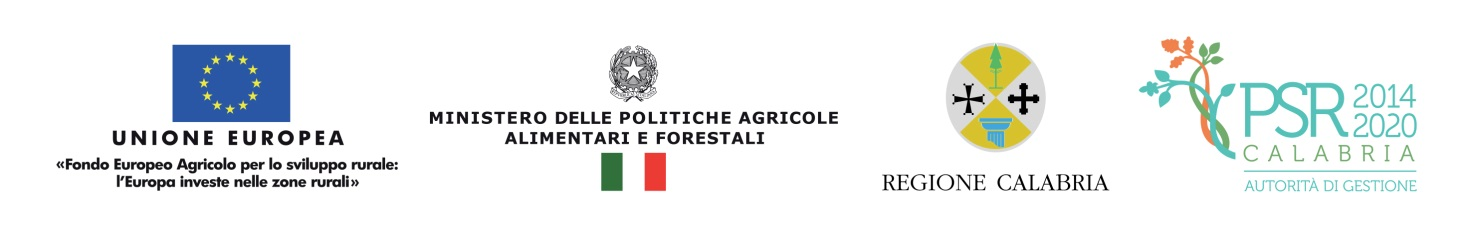 UNIONE EUROPEA
«Fondo Europeo Agricolo per lo sviluppo rurale:
l'Europa investe nelle zone rurali»
MINISTERO DELLE POLITICHE AGRICOLE
ALIMENTARI E FORESTALI
REGIONE CALABRIA
PSR 2014
2020
CALABRIA
AUTORITÀ DI GESTIONE